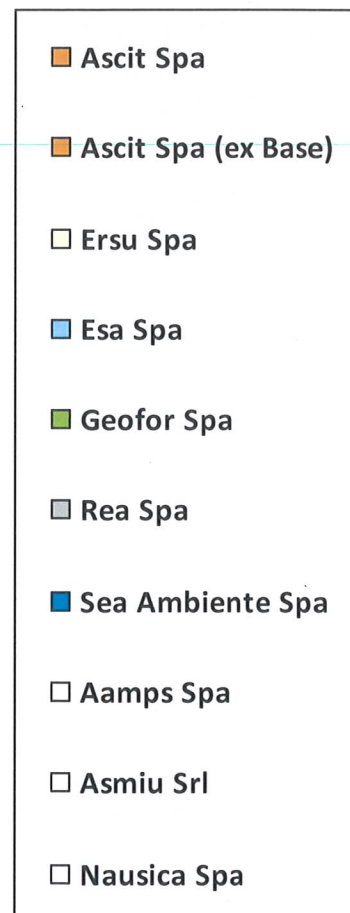 Ascit Spa
Ascit Spa (ex Base)
Ersu Spa
Esa Spa
Geofor Spa
Rea Spa
Sea Ambiente Spa
Aamps Spa
Asmiu Srl
Nausica Spa